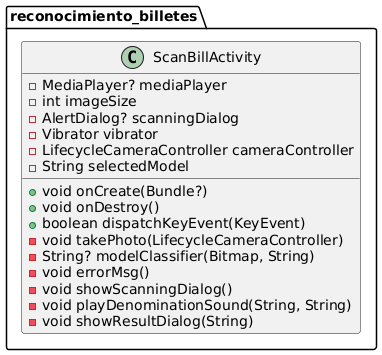 reconocimiento_billetes
C ScanBillActivity
MediaPlayer? mediaPlayer
int imageSize
AlertDialog? scanningDialog
Vibrator vibrator
LifecycleCameraController cameraController
String selectedModel
void onCreate(Bundle?)
void onDestroy()
boolean dispatchKeyEvent(KeyEvent)
void takePhoto(LifecycleCameraController)
String? modelClassifier(Bitmap, String)
void errorMsg()
void showScanningDialog()
void playDenominationSound(String, String)
void showResultDialog(String)